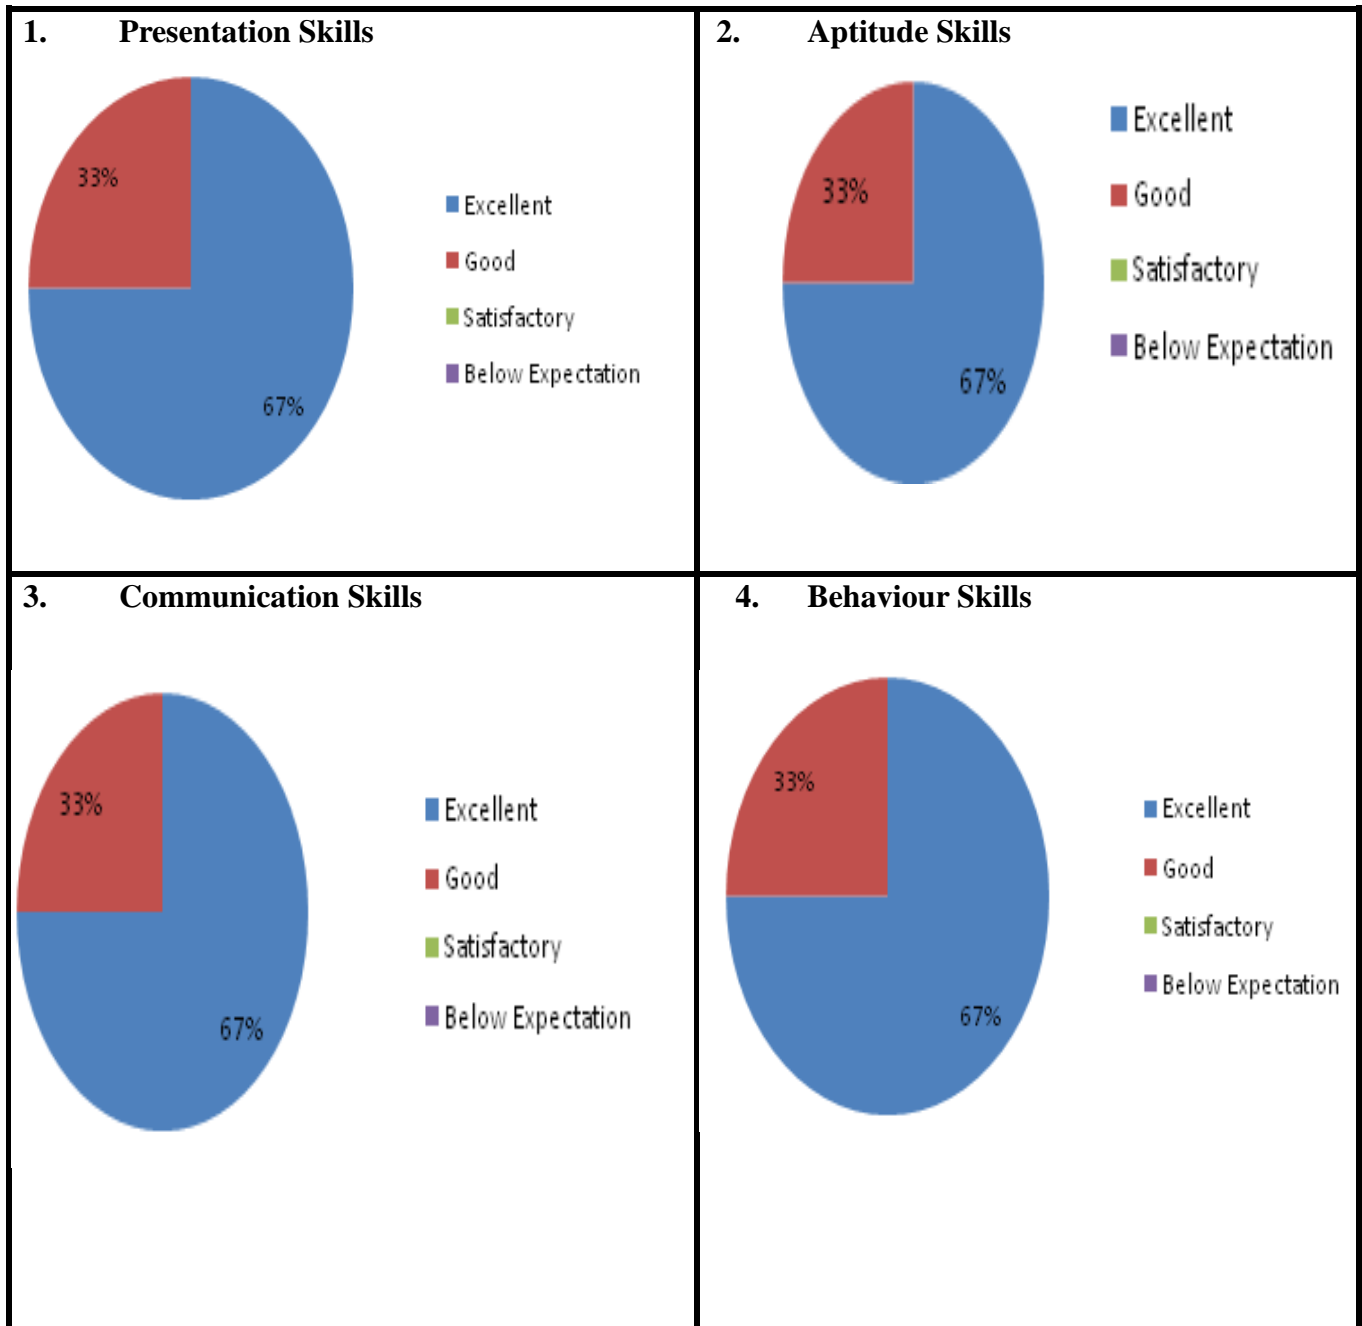 1. Presentation Skills
33%
67%
Excellent
Good
Satisfactory
Below Expectation
2. Aptitude Skills
33%
67%
Excellent
Good
Satisfactory
Below Expectation
3. Communication Skills
33%
67%
Excellent
Good
Satisfactory
Below Expectation
4. Behaviour Skills
33%
67%
Excellent
Good
Satisfactory
Below Expectation